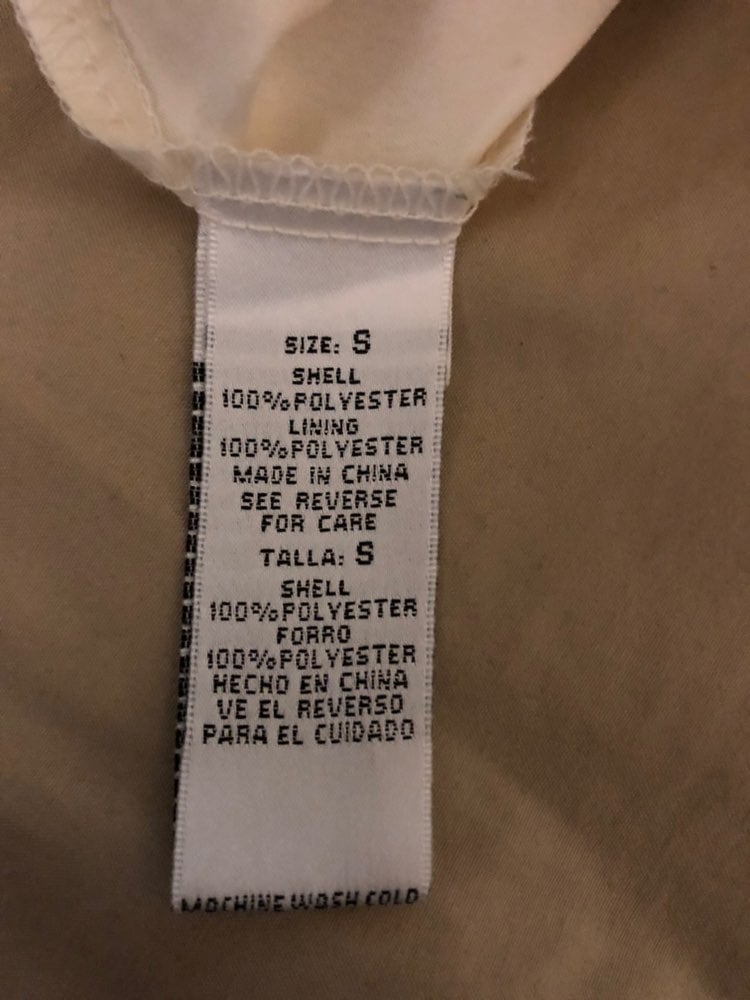 SIZE: S
SHELL
100%POLYESTER
LINING
100%POLYESTER
MADE IN CHINA
SEE REVERSE
FOR CARE
TALLA: S
SHELL
100%POLYESTER
FORRO
100%POLYESTER
HECHO EN CHINA
VE EL REVERSO
PARA EL CUIDADO
MACHINE WASH COLD